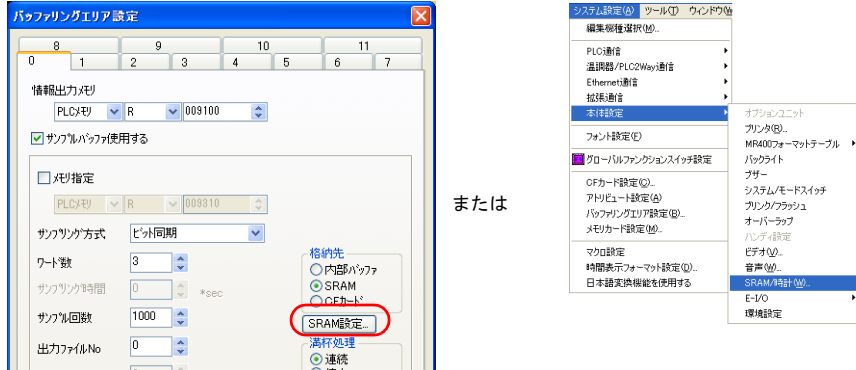 バッファリングエリア設定
8 9 10 11
0 1 2 3 4 5 6 7
情報出力メモリ
PLCメモリ R 009100
サンプルバッファ使用する
メモリ指定
PLCメモリ R 009310
サンプリング方式 ビット同期
ワード数 3
サンプリング時間 0 *sec
サンプル回数 1000
出力ファイルNo 0
格納先
内部バッファ
SRAM
CFカード
SRAM設定...
満杯処理
連続
または
システム設定(A) ツール(T) ウィンドウ(W)
編集機種選択(M)...
PLC通信
温調器/PLC2Way通信
Ethernet通信
拡張通信
本体設定
フォント設定(F)
グローバルファンクションスイッチ設定
CFカード設定(C)...
アトリビュート設定(A)
バッファリングエリア設定(B)...
メモリカード設定(M)...
マクロ設定
時間表示フォーマット設定(D)...
日本語変換機能を使用する
オプションユニット
プリンタ(R)...
MR400フォーマットテーブル
バックライト
ブザー
システム/モードスイッチ
ブリンク/フラッシュ
オーバーラップ
ハンディ設定
ビデオ(V)...
音声(W)...
SRAM/時計(W)...
E-I/O
環境設定